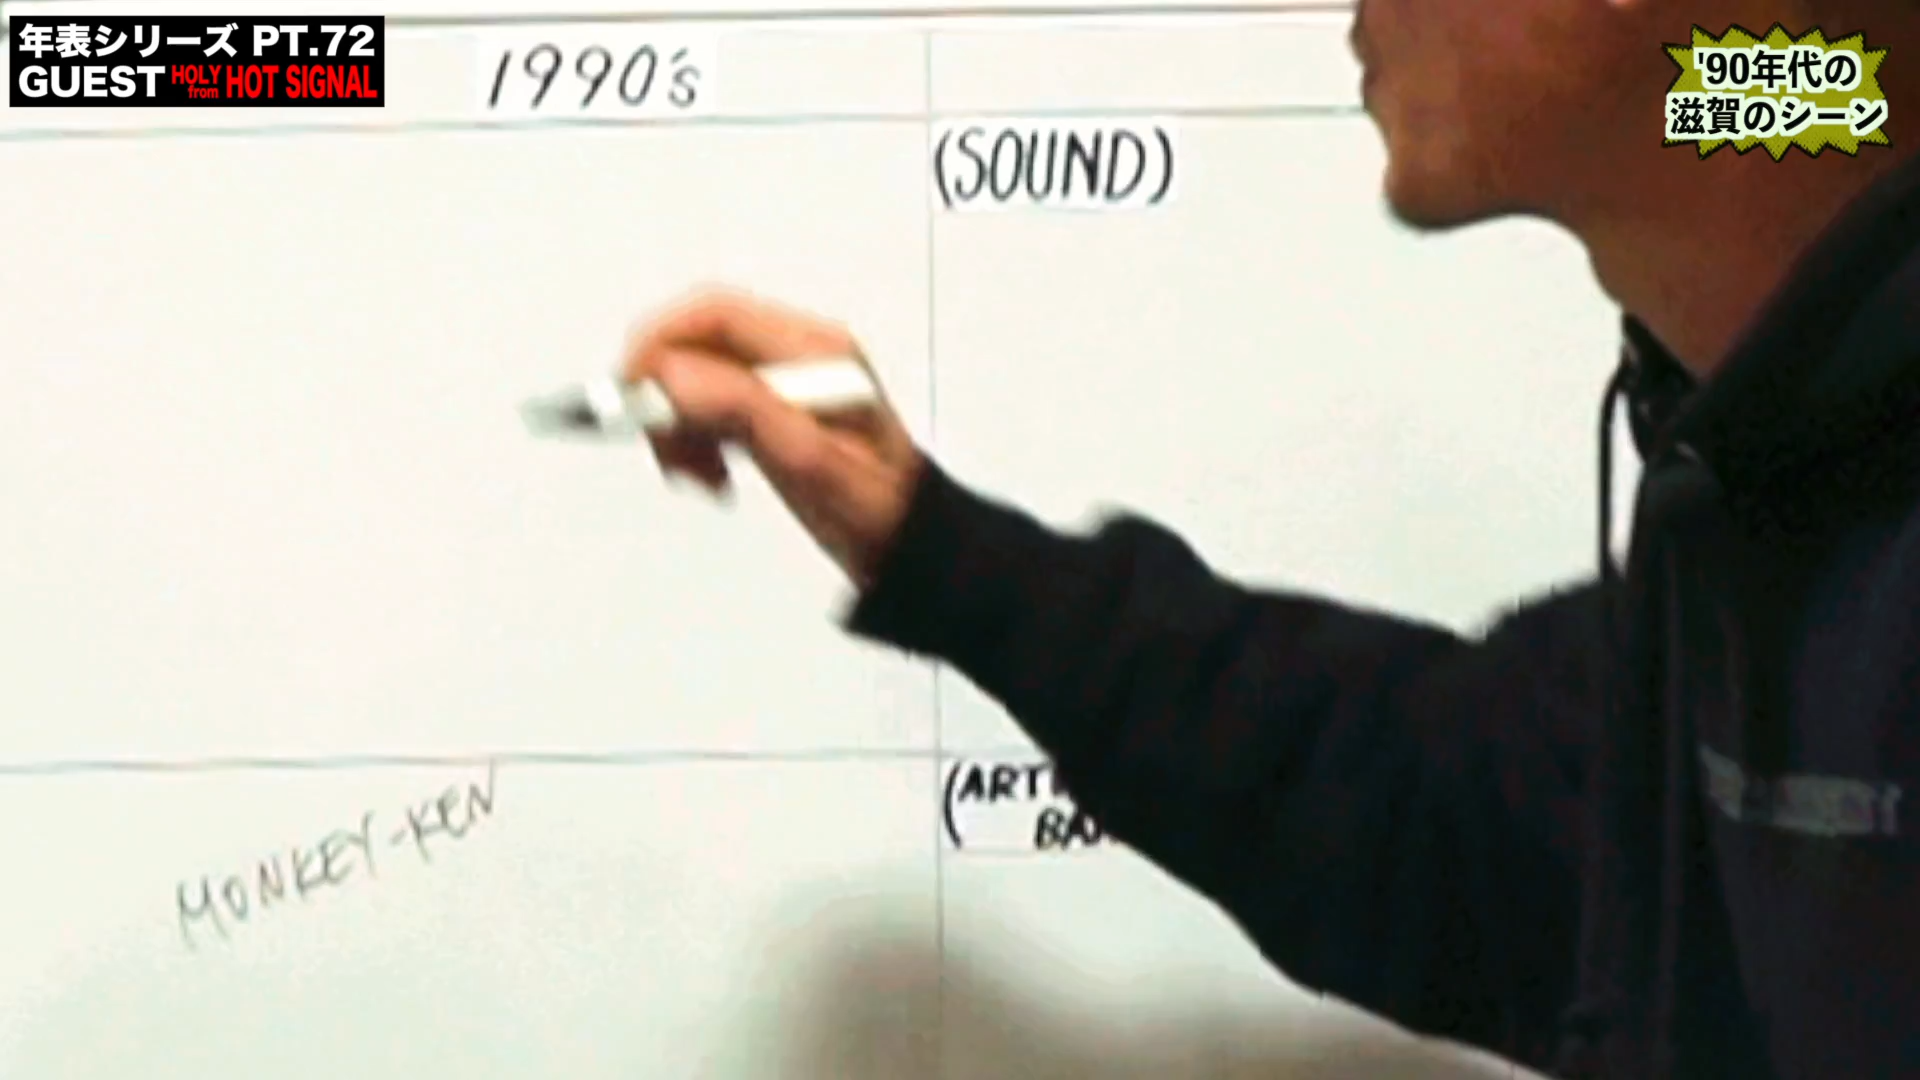 年表シリーズ PT.72
GUEST HOLY from HOT SIGNAL
'90年代の
滋賀のシーン
1990's
(SOUND)
MONKEY-KEN
(ART